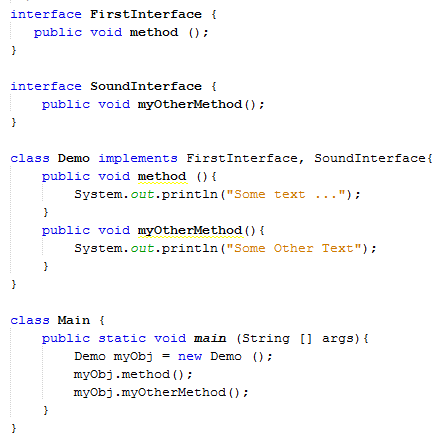 interface FirstInterface {
public void method ();
}
interface SoundInterface {
public void myOtherMethod();
}
class Demo implements FirstInterface, SoundInterface{
public void method (){
System.out.println("Some text ...");
}
public void myOtherMethod(){
System.out.println("Some Other Text");
}
}
class Main {
public static void main (String [] args){
Demo myObj = new Demo ();
myObj.method();
myObj.myOtherMethod();
}
}